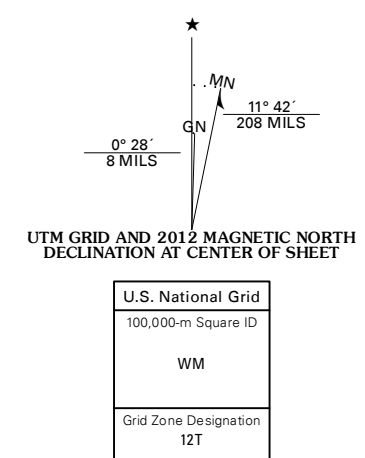 ★
MN
GN
11° 42´
208 MILS
0° 28´
8 MILS
UTM GRID AND 2012 MAGNETIC NORTH
DECLINATION AT CENTER OF SHEET
U.S. National Grid
100,000-m Square ID
WM
Grid Zone Designation
12T